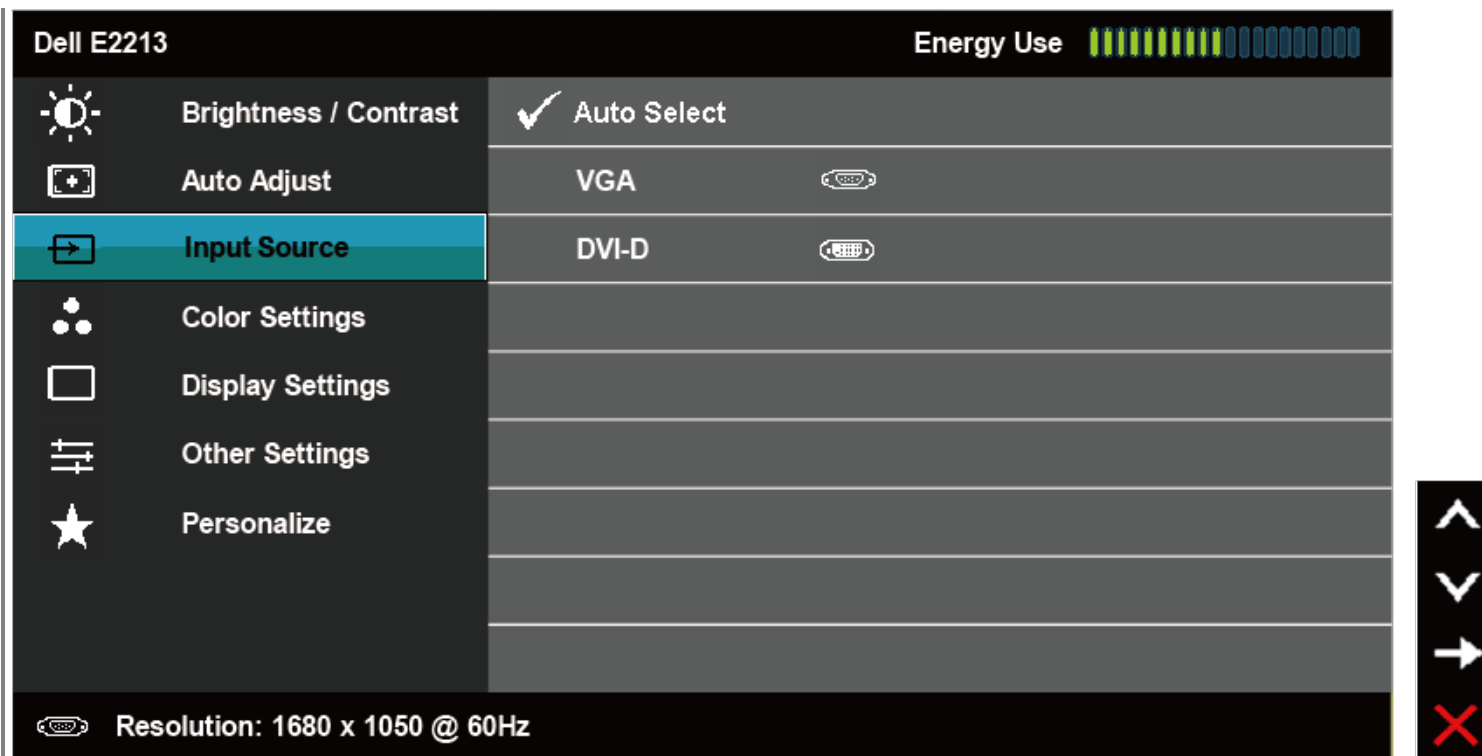 Dell E2213 Energy Use
Brightness / Contrast Auto Select
Auto Adjust VGA
Input Source DVI-D
Color Settings
Display Settings
Other Settings
Personalize
Resolution: 1680 x 1050 @ 60Hz